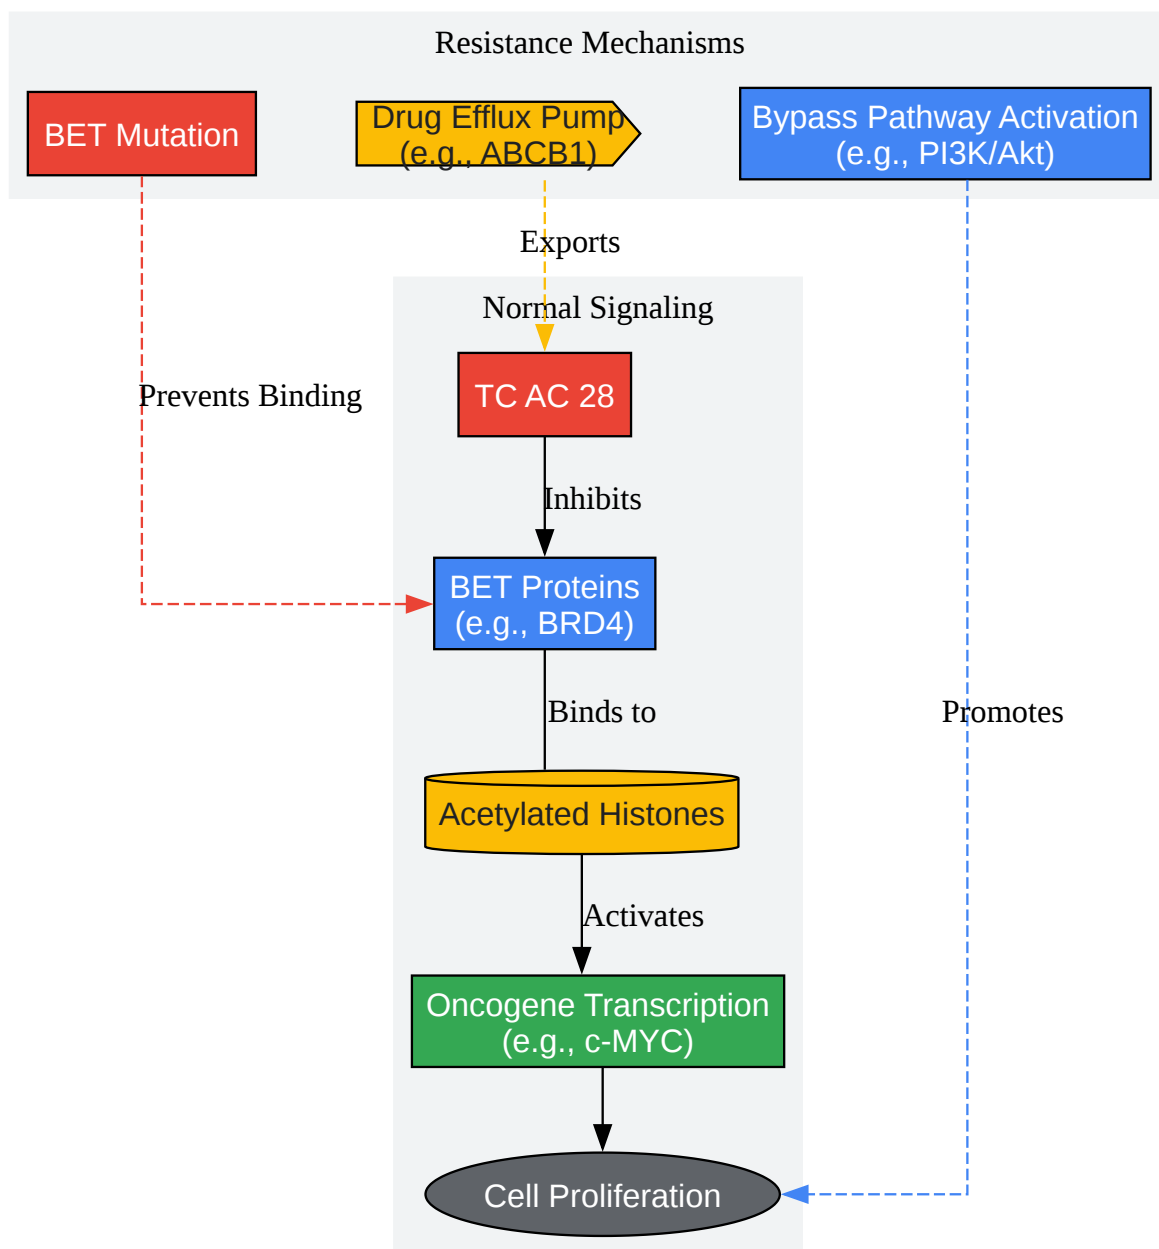 Resistance Mechanisms
BET Mutation
Drug Efflux Pump
(e.g., ABCB1)
Bypass Pathway Activation
(e.g., PI3K/Akt)
Exports
Normal Signaling
TC AC 28
Prevents Binding
Inhibits
BET Proteins
(e.g., BRD4)
Binds to
Promotes
Acetylated Histones
Activates
Oncogene Transcription
(e.g., c-MYC)
Cell Proliferation